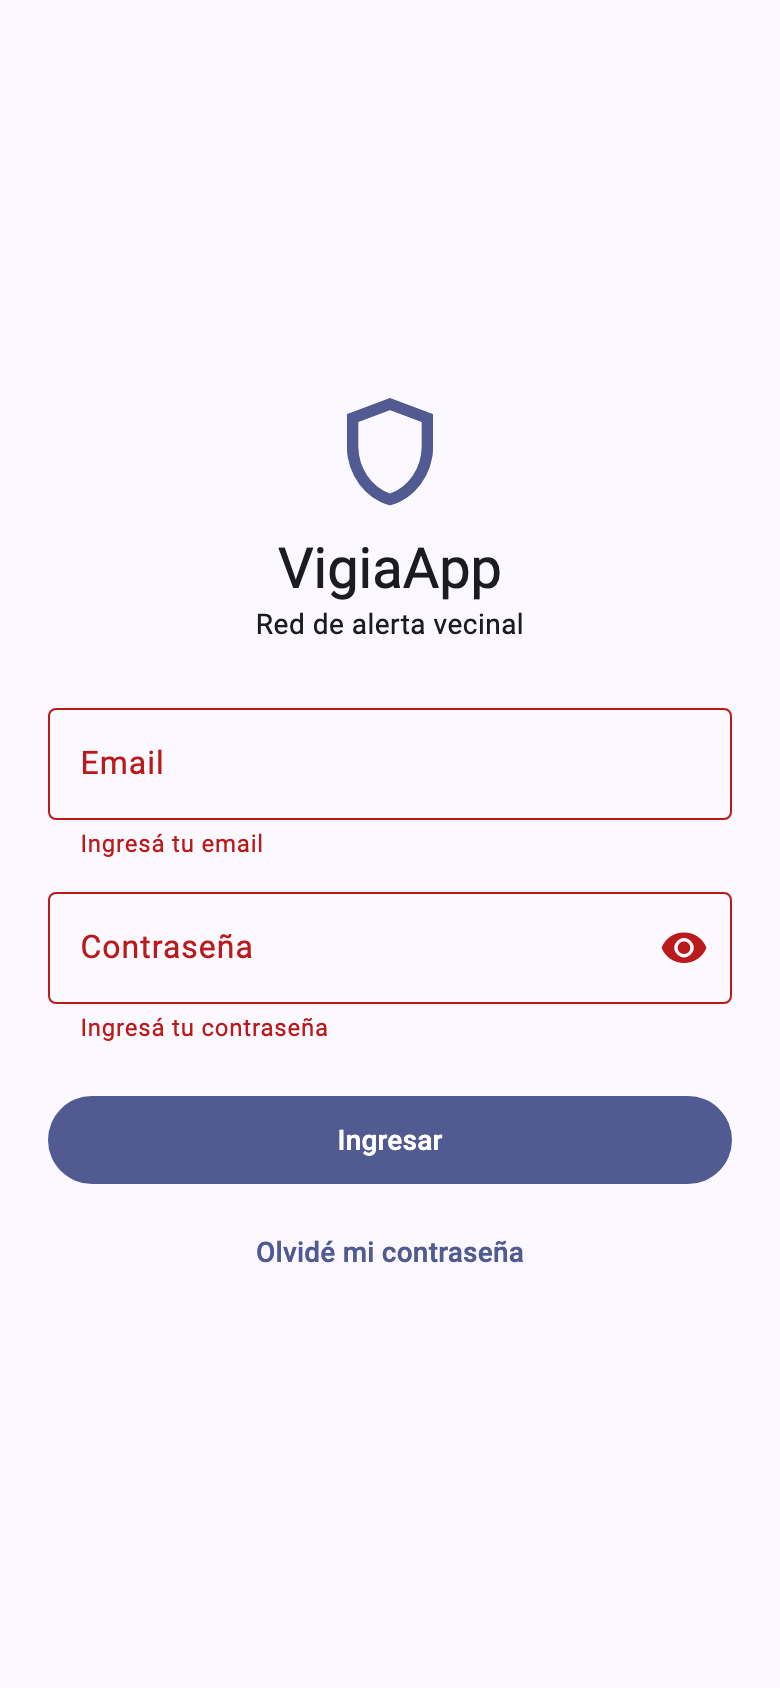 VigiaApp
Red de alerta vecinal
Email
Ingresá tu email
Contraseña
Ingresá tu contraseña
Ingresar
Olvidé mi contraseña